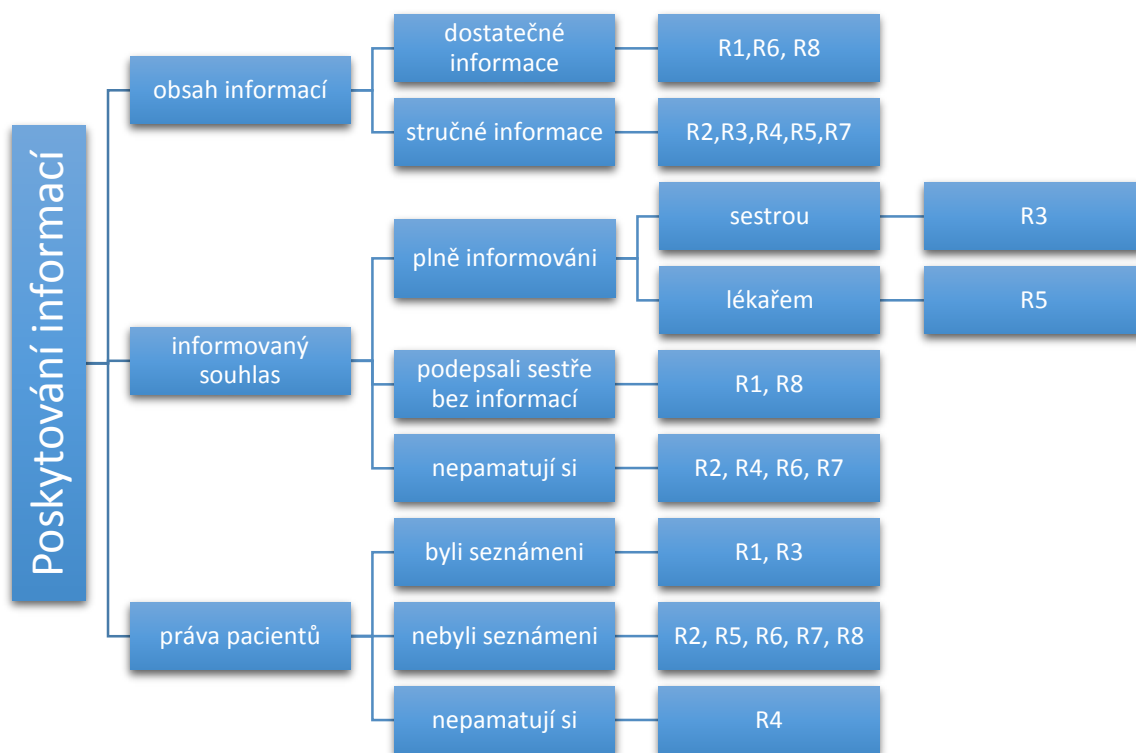 Poskytování informací
obsah informací
dostatečné
informace
R1,R6, R8
stručné informace
R2,R3,R4,R5,R7
informovaný
souhlas
plně informováni
sestrou
R3
lékařem
R5
podepsali sestře
bez informací
R1, R8
nepamatují si
R2, R4, R6, R7
práva pacientů
byli seznámeni
R1, R3
nebyli seznámeni
R2, R5, R6, R7, R8
nepamatují si
R4